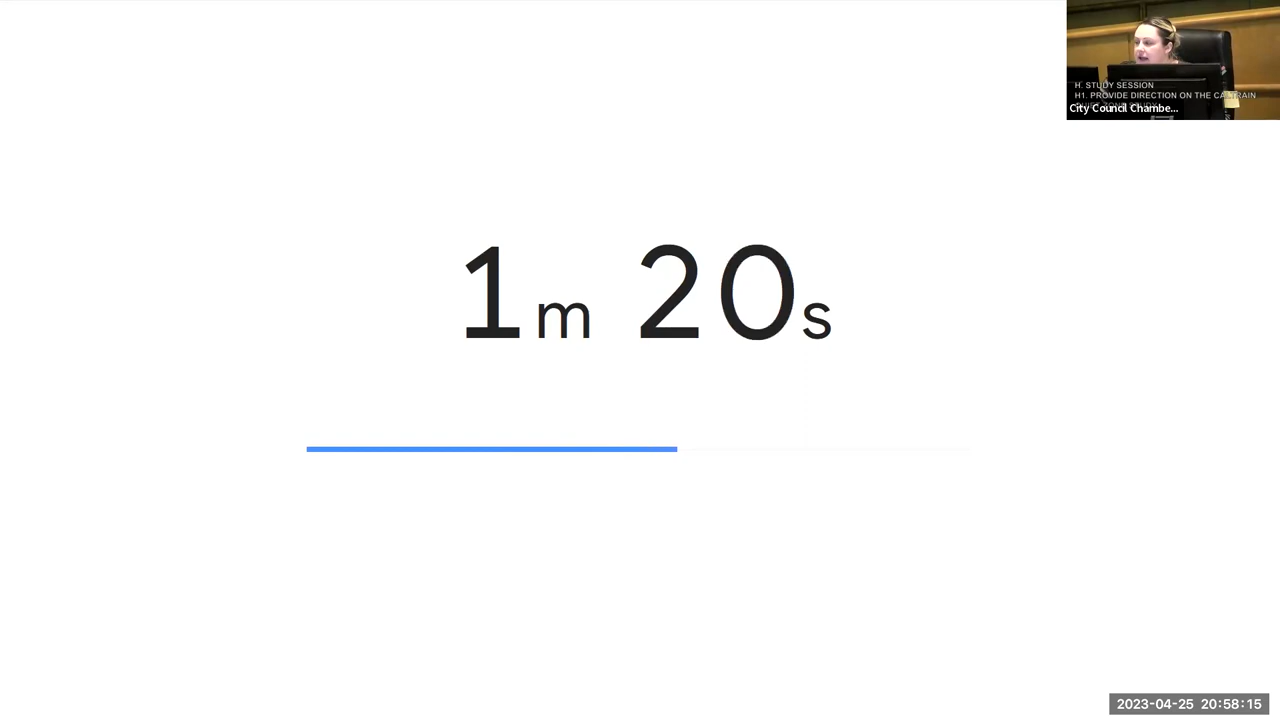 H. STUDY SESSION
H1. PROVIDE DIRECTION ON THE CALTRAIN
City Council Chambe...
1m 20s
2023-04-25 20:58:15